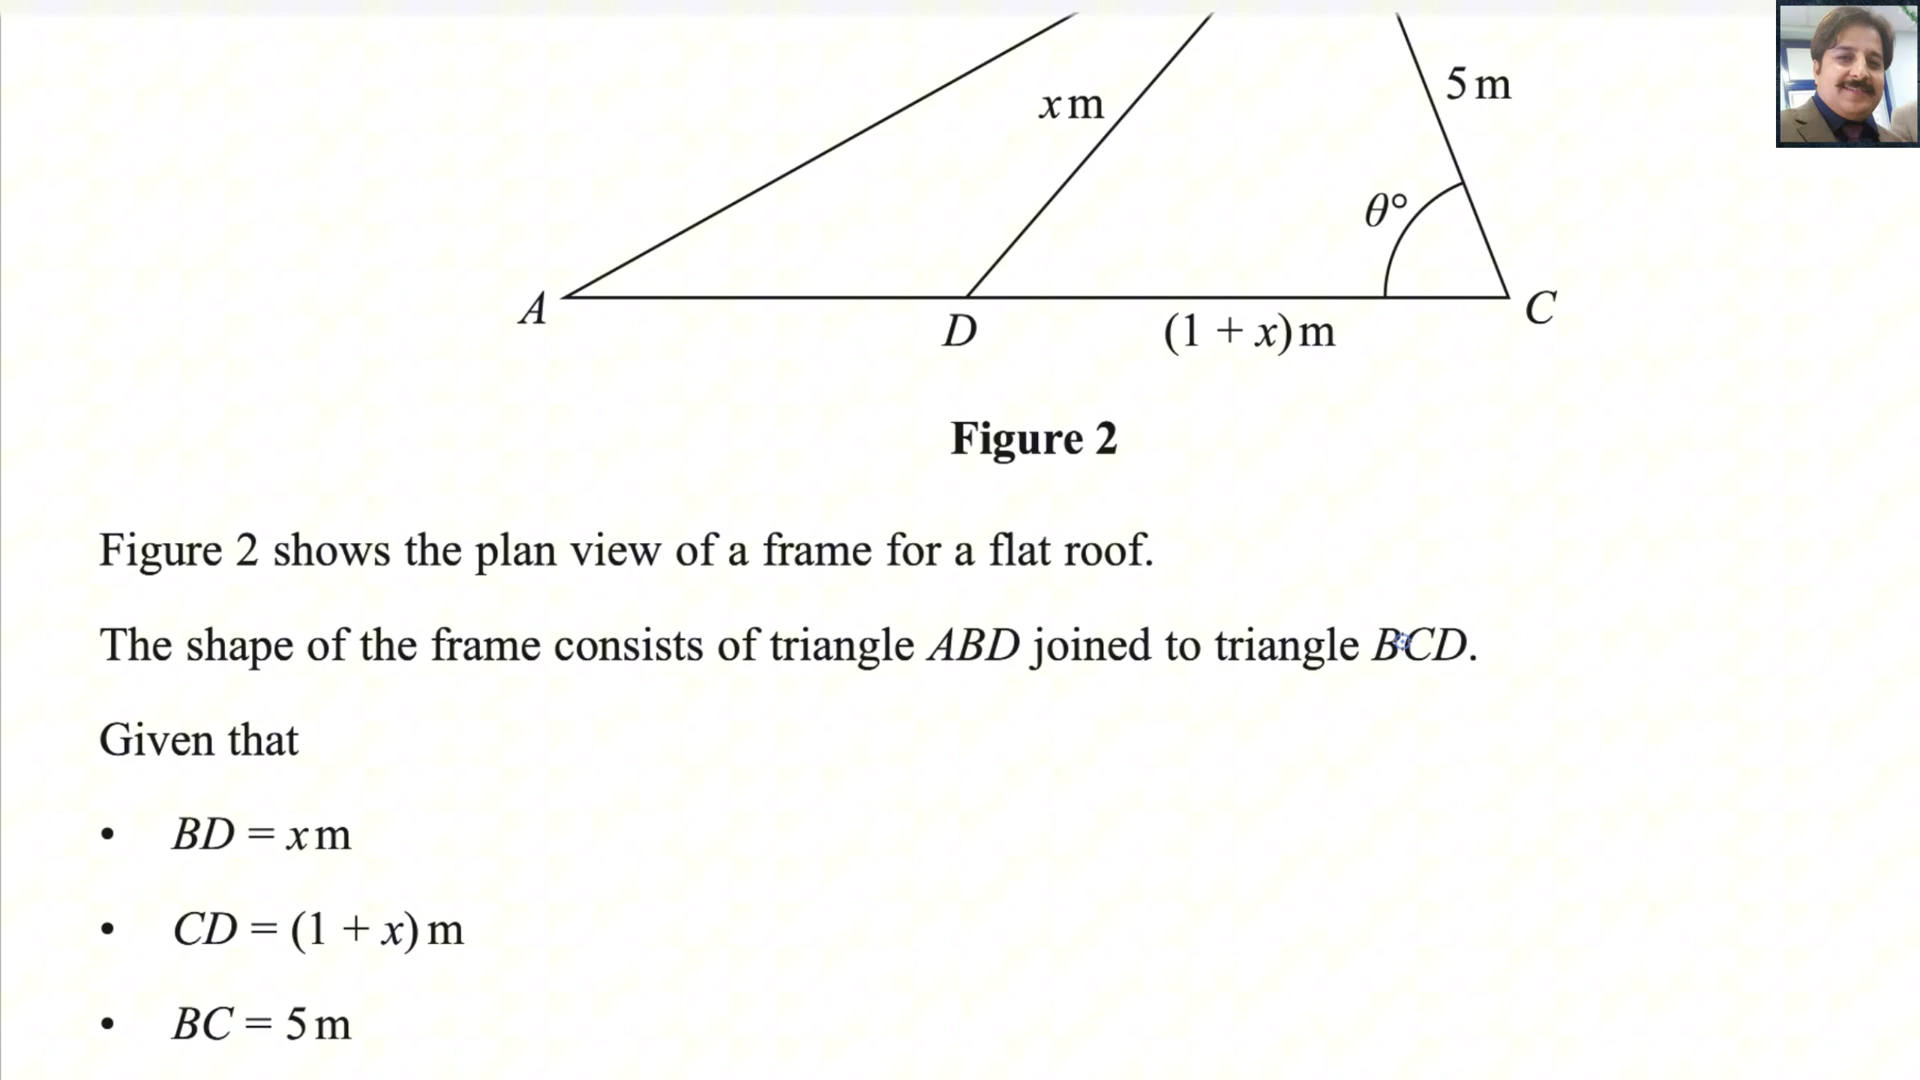 5 m
x m
θ°
A
D
(1 + x) m
C
Figure 2
Figure 2 shows the plan view of a frame for a flat roof.
The shape of the frame consists of triangle ABD joined to triangle BCD.
Given that
• BD = x m
• CD = (1 + x) m
• BC = 5 m